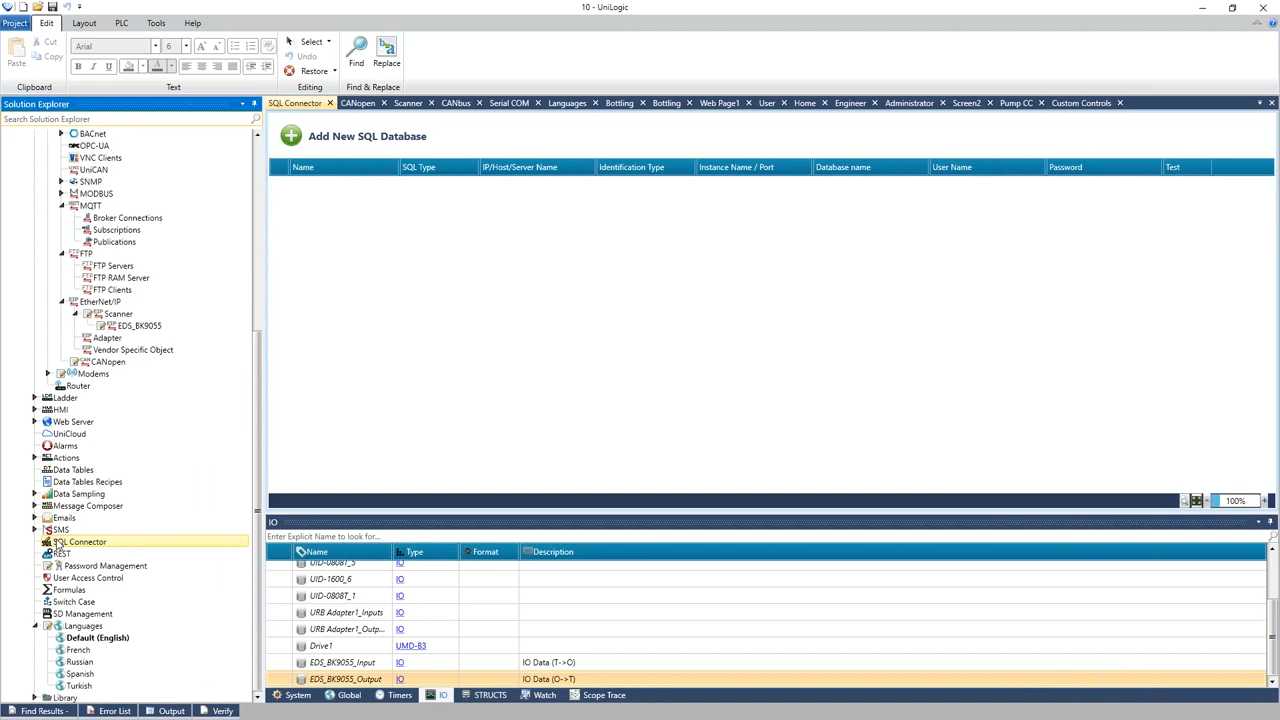 10 - UniLogic
Project Edit Layout PLC Tools Help
Paste Cut Copy Clipboard
Arial 6 Text
Select Undo Restore Editing
Find Replace Find & Replace
Solution Explorer
Search Solution Explorer
BACnet
OPC-UA
VNC Clients
UniCAN
SNMP
MODBUS
MQTT
Broker Connections
Subscriptions
Publications
FTP
FTP Servers
FTP RAM Server
FTP Clients
EtherNet/IP
Scanner
EDS_BK9055
Adapter
Vendor Specific Object
CANopen
Modems
Router
Ladder
HMI
Web Server
UniCloud
Alarms
Actions
Data Tables
Data Tables Recipes
Data Sampling
Message Composer
Emails
SMS
SQL Connector
REST
Password Management
User Access Control
Formulas
Switch Case
SD Management
Languages
Default (English)
French
Russian
Spanish
Turkish
Library
SQL Connector CANopen Scanner CANbus Serial COM Languages Bottling Bottling Web Page1 User Home Engineer Administrator Screen2 Pump CC Custom Controls
Add New SQL Database
Name SQL Type IP/Host/Server Name Identification Type Instance Name / Port Database name User Name Password Test
100%
IO
Enter Explicit Name to look for...
Name Type Format Description
UID-0808T_5 IO
UID-1600_6 IO
UID-0808T_1 IO
URB Adapter1_Inputs IO
URB Adapter1_Outp... IO
Drive1 UMD-B3
EDS_BK9055_Input IO IO Data (T->O)
EDS_BK9055_Output IO IO Data (O->T)
System Global Timers IO STRUCTS Watch Scope Trace
Find Results - Error List Output Verify